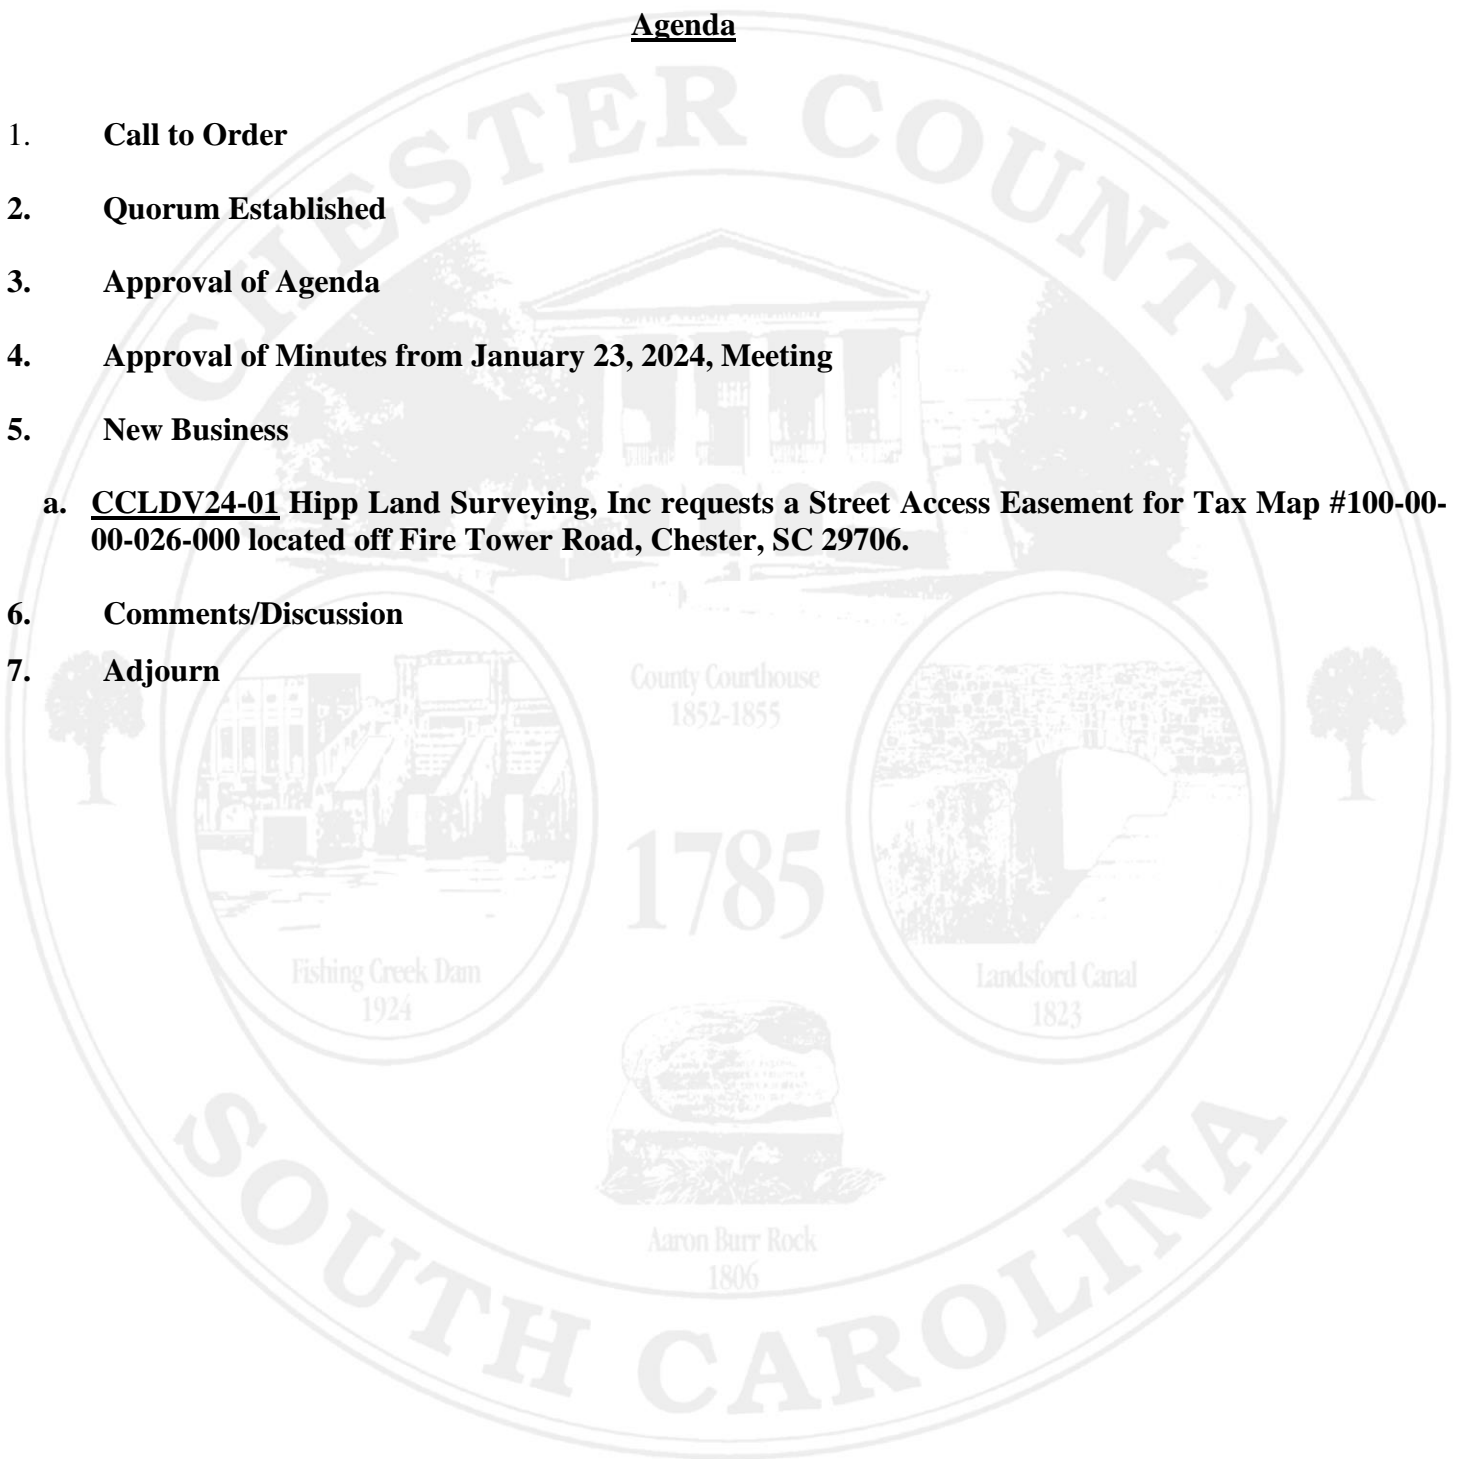 Agenda
1. Call to Order
2. Quorum Established
3. Approval of Agenda
4. Approval of Minutes from January 23, 2024, Meeting
5. New Business
a. CCLDV24-01 Hipp Land Surveying, Inc requests a Street Access Easement for Tax Map #100-00-
00-026-000 located off Fire Tower Road, Chester, SC 29706.
6. Comments/Discussion
7. Adjourn
CHESTER COUNTY
County Courthouse
1852-1855
1785
Fishing Creek Dam
1924
Landsford Canal
1823
Aaron Burr Rock
1806
SOUTH CAROLINA